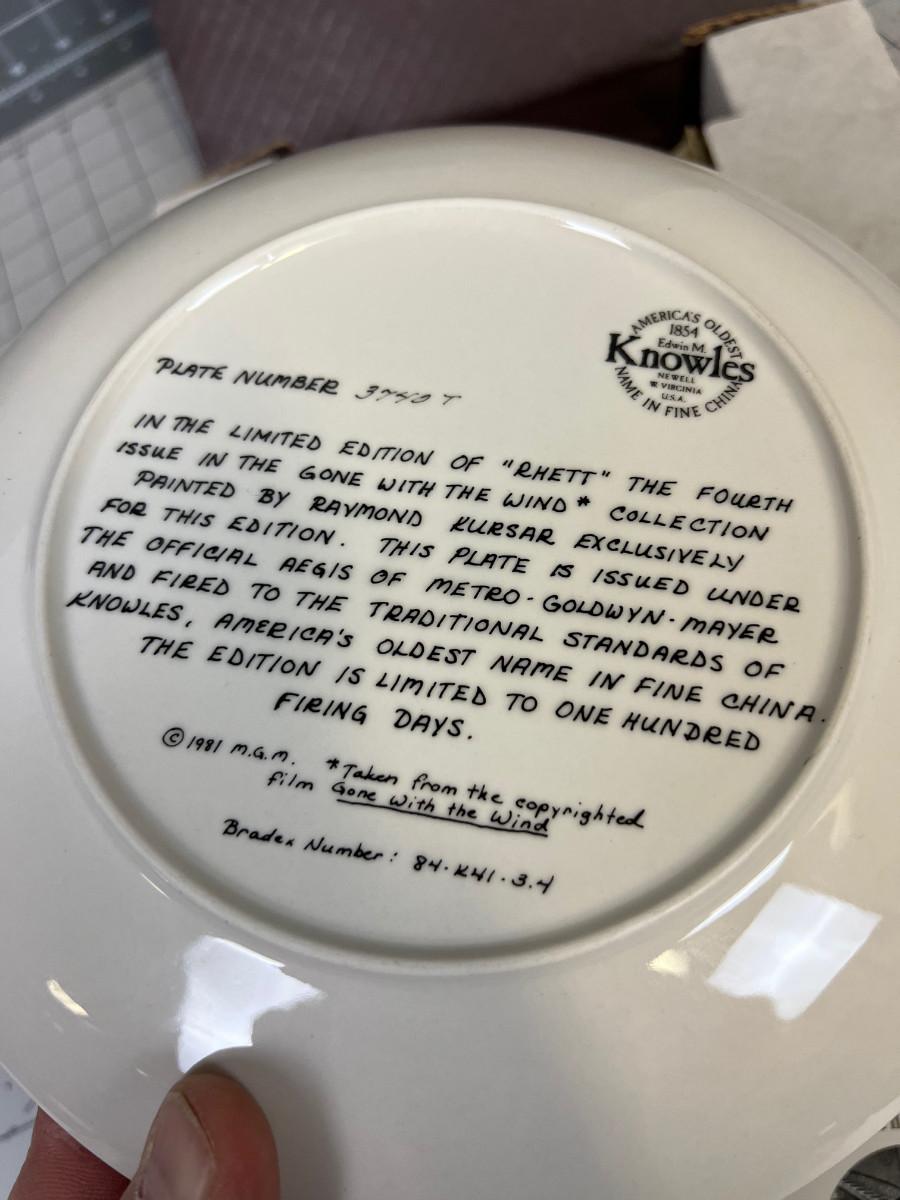 AMERICA'S OLDEST
1854
Edwin M.
Knowles
NEWELL
W. VIRGINIA
U.S.A.
NAME IN FINE CHINA
PLATE NUMBER 3740 T
IN THE LIMITED EDITION OF "RHETT" THE FOURTH
ISSUE IN THE GONE WITH THE WIND* COLLECTION
PAINTED BY RAYMOND KURSAR EXCLUSIVELY
FOR THIS EDITION. THIS PLATE IS ISSUED UNDER
THE OFFICIAL AEGIS OF METRO-GOLDWYN-MAYER
AND FIRED TO THE TRADITIONAL STANDARDS OF
KNOWLES, AMERICA'S OLDEST NAME IN FINE CHINA.
THE EDITION IS LIMITED TO ONE HUNDRED
FIRING DAYS.
© 1981 M.G.M. *Taken from the copyrighted
film Gone With the Wind
Bradex Number: 84-K41-3.4